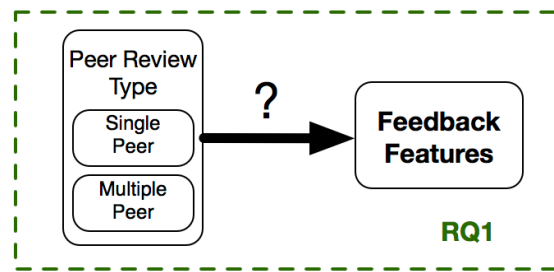 Peer Review
Type
Single
Peer
Multiple
Peer
?
Feedback
Features
RQ1